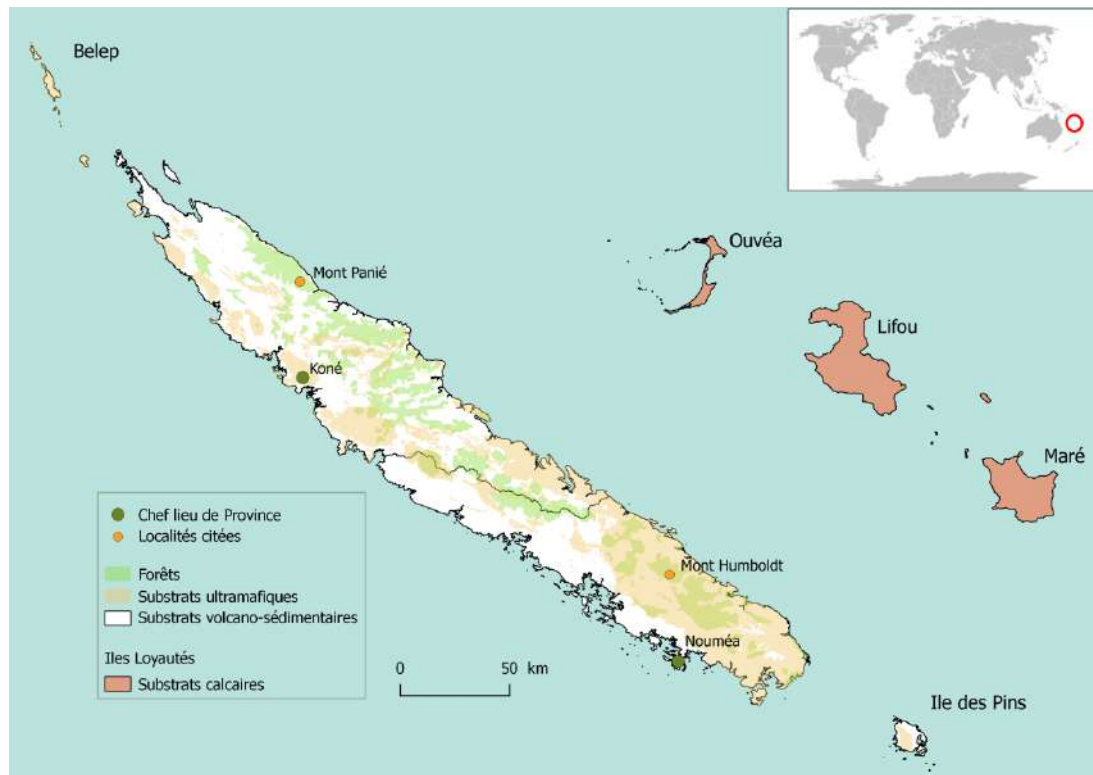 Belep
Ouvéa
Mont Panié
Lifou
Koné
Maré
Chef lieu de Province
Localités citées
Forêts
Substrats ultramafiques
Substrats volcano-sédimentaires
Iles Loyautés
Substrats calcaires
Mont Humboldt
Nouméa
0 50 km
Ile des Pins